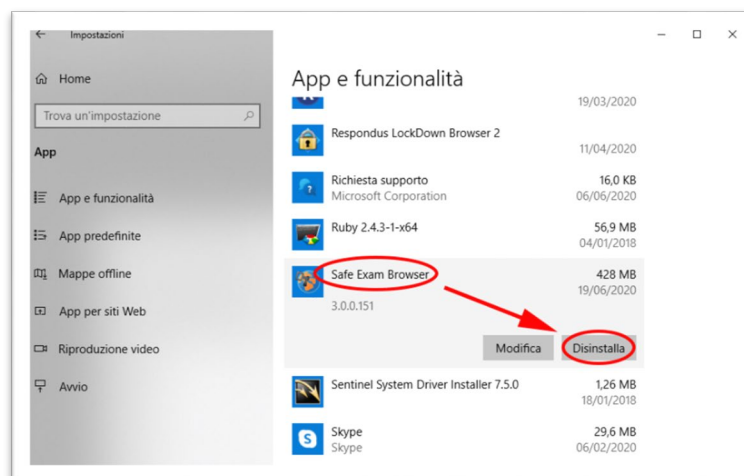 Impostazioni
Home
Trova un'impostazione
App
App e funzionalità
App predefinite
Mappe offline
App per siti Web
Riproduzione video
Avvio
App e funzionalità
19/03/2020
Respondus LockDown Browser 2
11/04/2020
Richiesta supporto 16,0 KB
Microsoft Corporation 06/06/2020
Ruby 2.4.3-1-x64 56,9 MB
04/01/2018
Safe Exam Browser 428 MB
19/06/2020
3.0.0.151
Modifica Disinstalla
Sentinel System Driver Installer 7.5.0 1,26 MB
18/01/2018
Skype 29,6 MB
Skype 06/02/2020